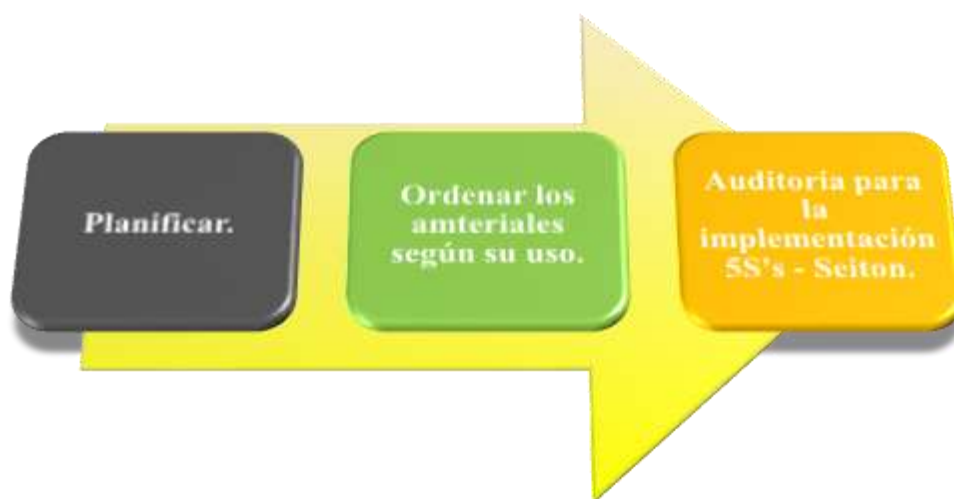 Planificar.
Ordenar los
amteriales
según su uso.
Auditoria para
la
implementación
5S's - Seiton.